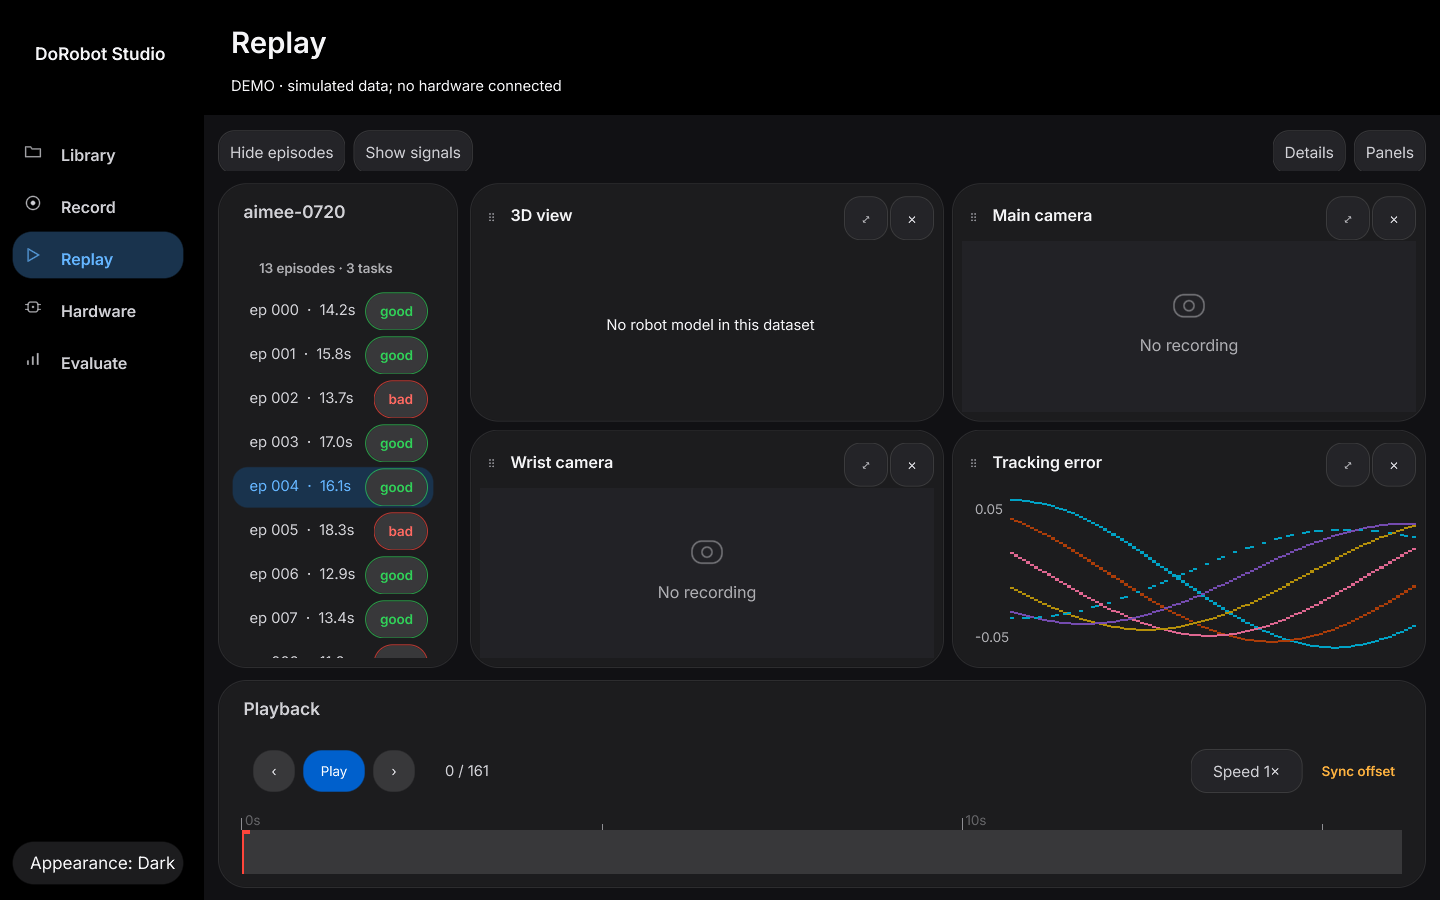 DoRobot Studio
Replay
DEMO · simulated data; no hardware connected
Library
Record
Replay
Hardware
Evaluate
Appearance: Dark
Hide episodes
Show signals
Details
Panels
aimee-0720
13 episodes · 3 tasks
ep 000 · 14.2s good
ep 001 · 15.8s good
ep 002 · 13.7s bad
ep 003 · 17.0s good
ep 004 · 16.1s good
ep 005 · 18.3s bad
ep 006 · 12.9s good
ep 007 · 13.4s good
3D view
No robot model in this dataset
Main camera
No recording
Wrist camera
No recording
Tracking error
0.05
-0.05
Playback
‹ Play › 0 / 161
Speed 1×
Sync offset
0s
10s